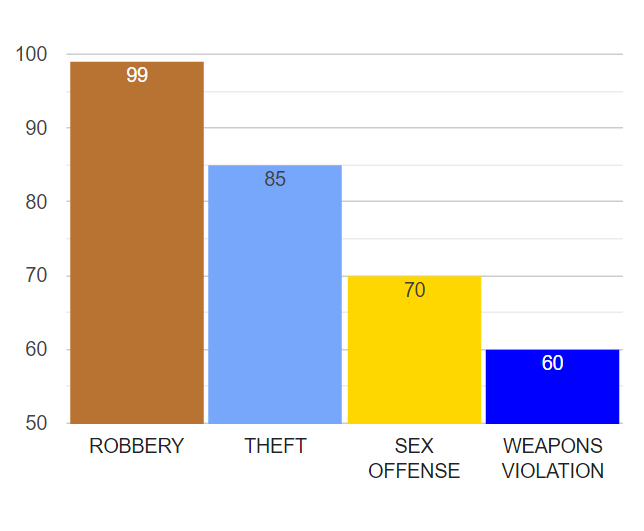 100
90
80
70
60
50
99
85
70
60
ROBBERY
THEFT
SEX
OFFENSE
WEAPONS
VIOLATION